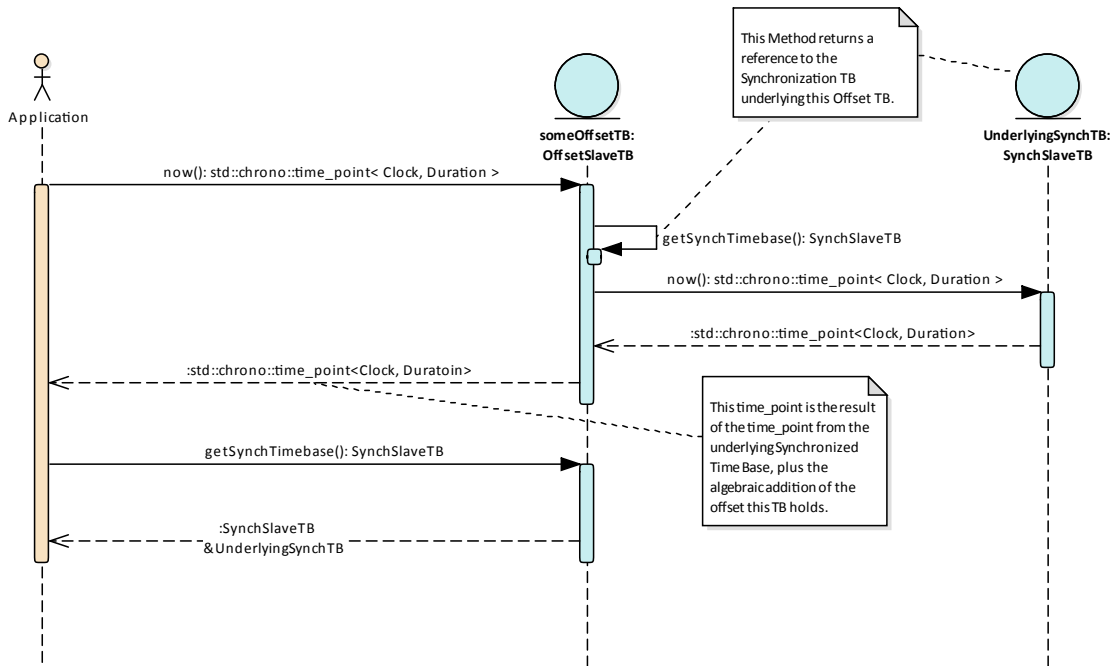 This Method returns a
reference to the
Synchronization TB
underlying this Offset TB.
Application
someOffsetTB:
OffsetSlaveTB
UnderlyingSynchTB:
SynchSlaveTB
now(): std::chrono::time_point< Clock, Duration >
getSynchTimebase(): SynchSlaveTB
now(): std::chrono::time_point< Clock, Duration >
:std::chrono::time_point<Clock, Duration>
:std::chrono::time_point<Clock, Duratoin>
This time_point is the result
of the time_point from the
underlying Synchronized
Time Base, plus the
algebraic addition of the
offset this TB holds.
getSynchTimebase(): SynchSlaveTB
:SynchSlaveTB
&UnderlyingSynchTB